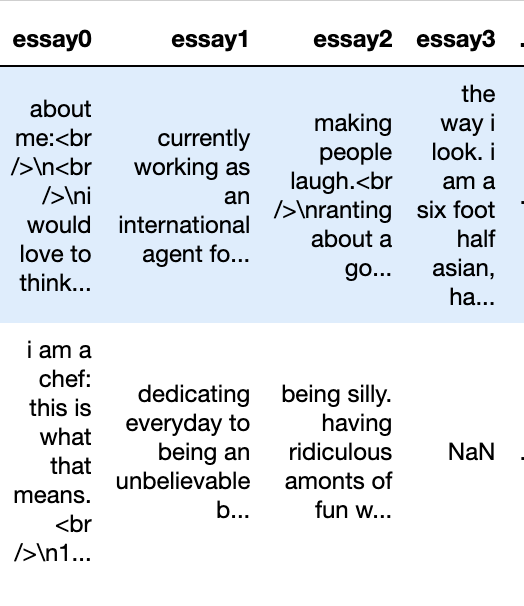 essay0 essay1 essay2 essay3 .
about
me:<br
/>\n<br
/>\ni
would
love to
think...
currently
working as
an
international
agent fo...
making
people
laugh.<br
/>\nranting
about a
go...
the
way i
look. i
am a
six foot
half
asian,
ha...
.
i am a
chef:
this is
what
that
means.
<br
/>\n1...
dedicating
everyday to
being an
unbelievable
b...
being silly.
having
ridiculous
amonts of
fun w...
NaN
.